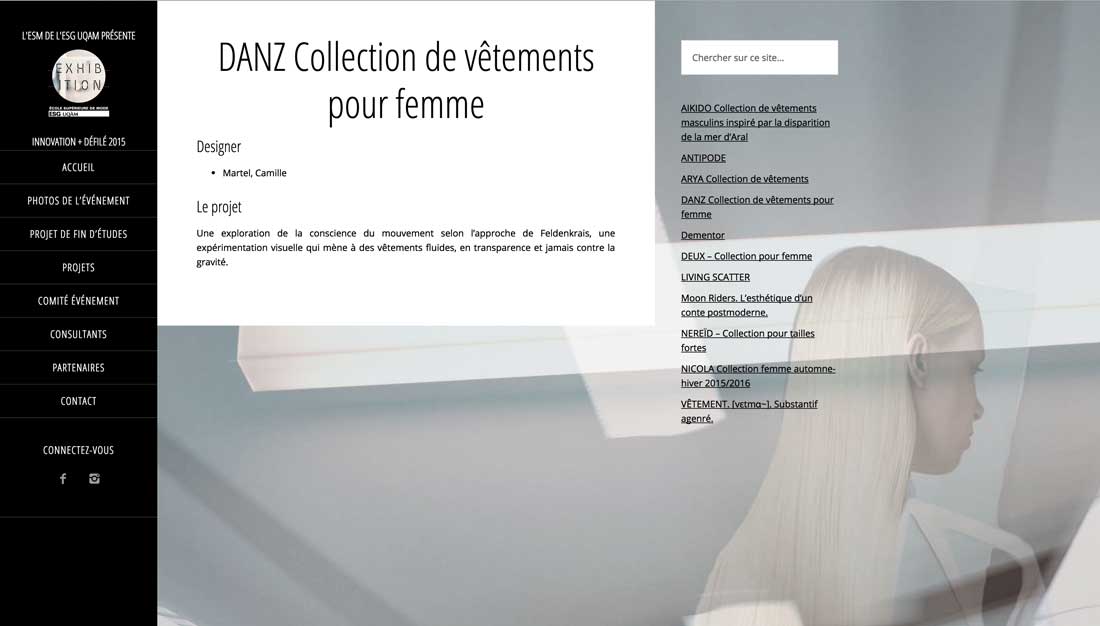 L'ESM DE L'ESG UQAM PRÉSENTE
EXHIB
ITION
ÉCOLE SUPÉRIEURE DE MODE
ESG UQÀM
INNOVATION + DÉFILÉ 2015
ACCUEIL
PHOTOS DE L'ÉVÉNEMENT
PROJET DE FIN D'ÉTUDES
PROJETS
COMITÉ ÉVÉNEMENT
CONSULTANTS
PARTENAIRES
CONTACT
CONNECTEZ-VOUS
DANZ Collection de vêtements
pour femme
Designer
• Martel, Camille
Le projet
Une exploration de la conscience du mouvement selon l'approche de Feldenkrais, une
expérimentation visuelle qui mène à des vêtements fluides, en transparence et jamais contre la
gravité.
Chercher sur ce site...
AIKIDO Collection de vêtements
masculins inspiré par la disparition
de la mer d'Aral
ANTIPODE
ARYA Collection de vêtements
DANZ Collection de vêtements pour
femme
Dementor
DEUX – Collection pour femme
LIVING SCATTER
Moon Riders. L'esthétique d'un
conte postmoderne.
NEREÏD – Collection pour tailles
fortes
NICOLA Collection femme automne-
hiver 2015/2016
VÊTEMENT. [vɛtmɑ~]. Substantif
agenré.